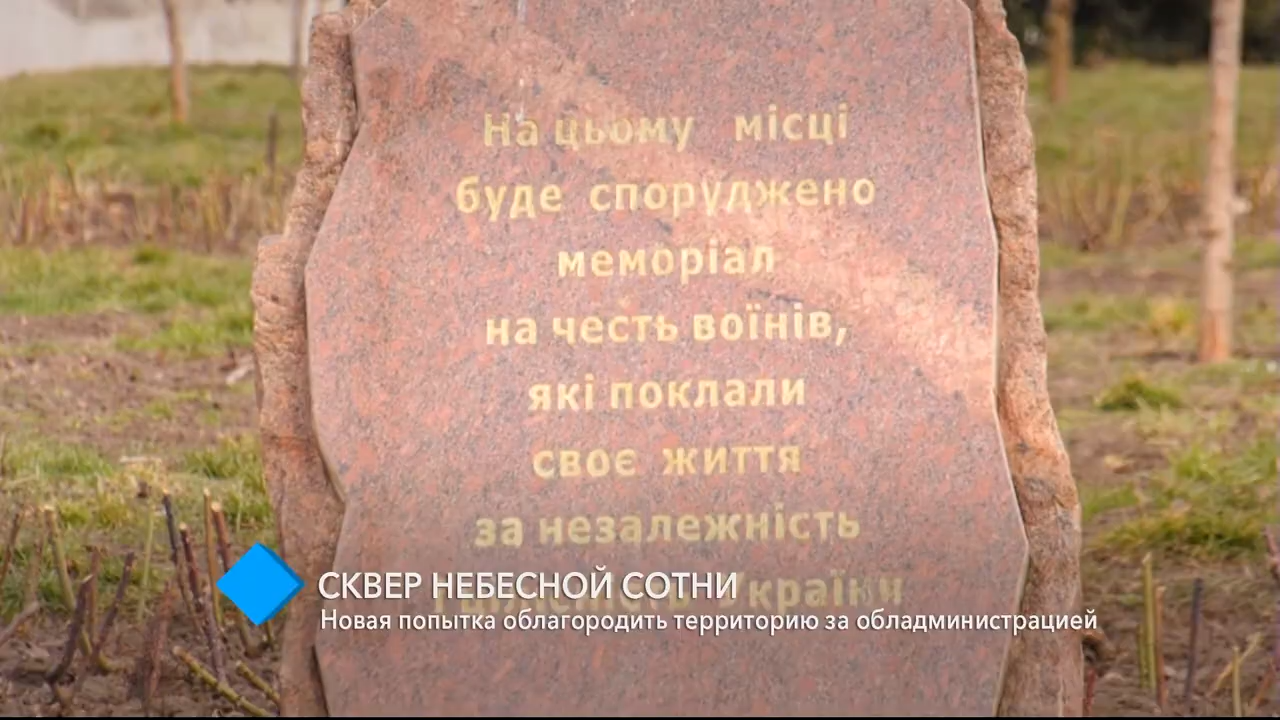 На цьому місці
буде споруджено
меморіал
на честь воїнів,
які поклали
своє життя
за незалежність
України
СКВЕР НЕБЕСНОЙ СОТНИ
Новая попытка облагородить территорию за обладминистрацией